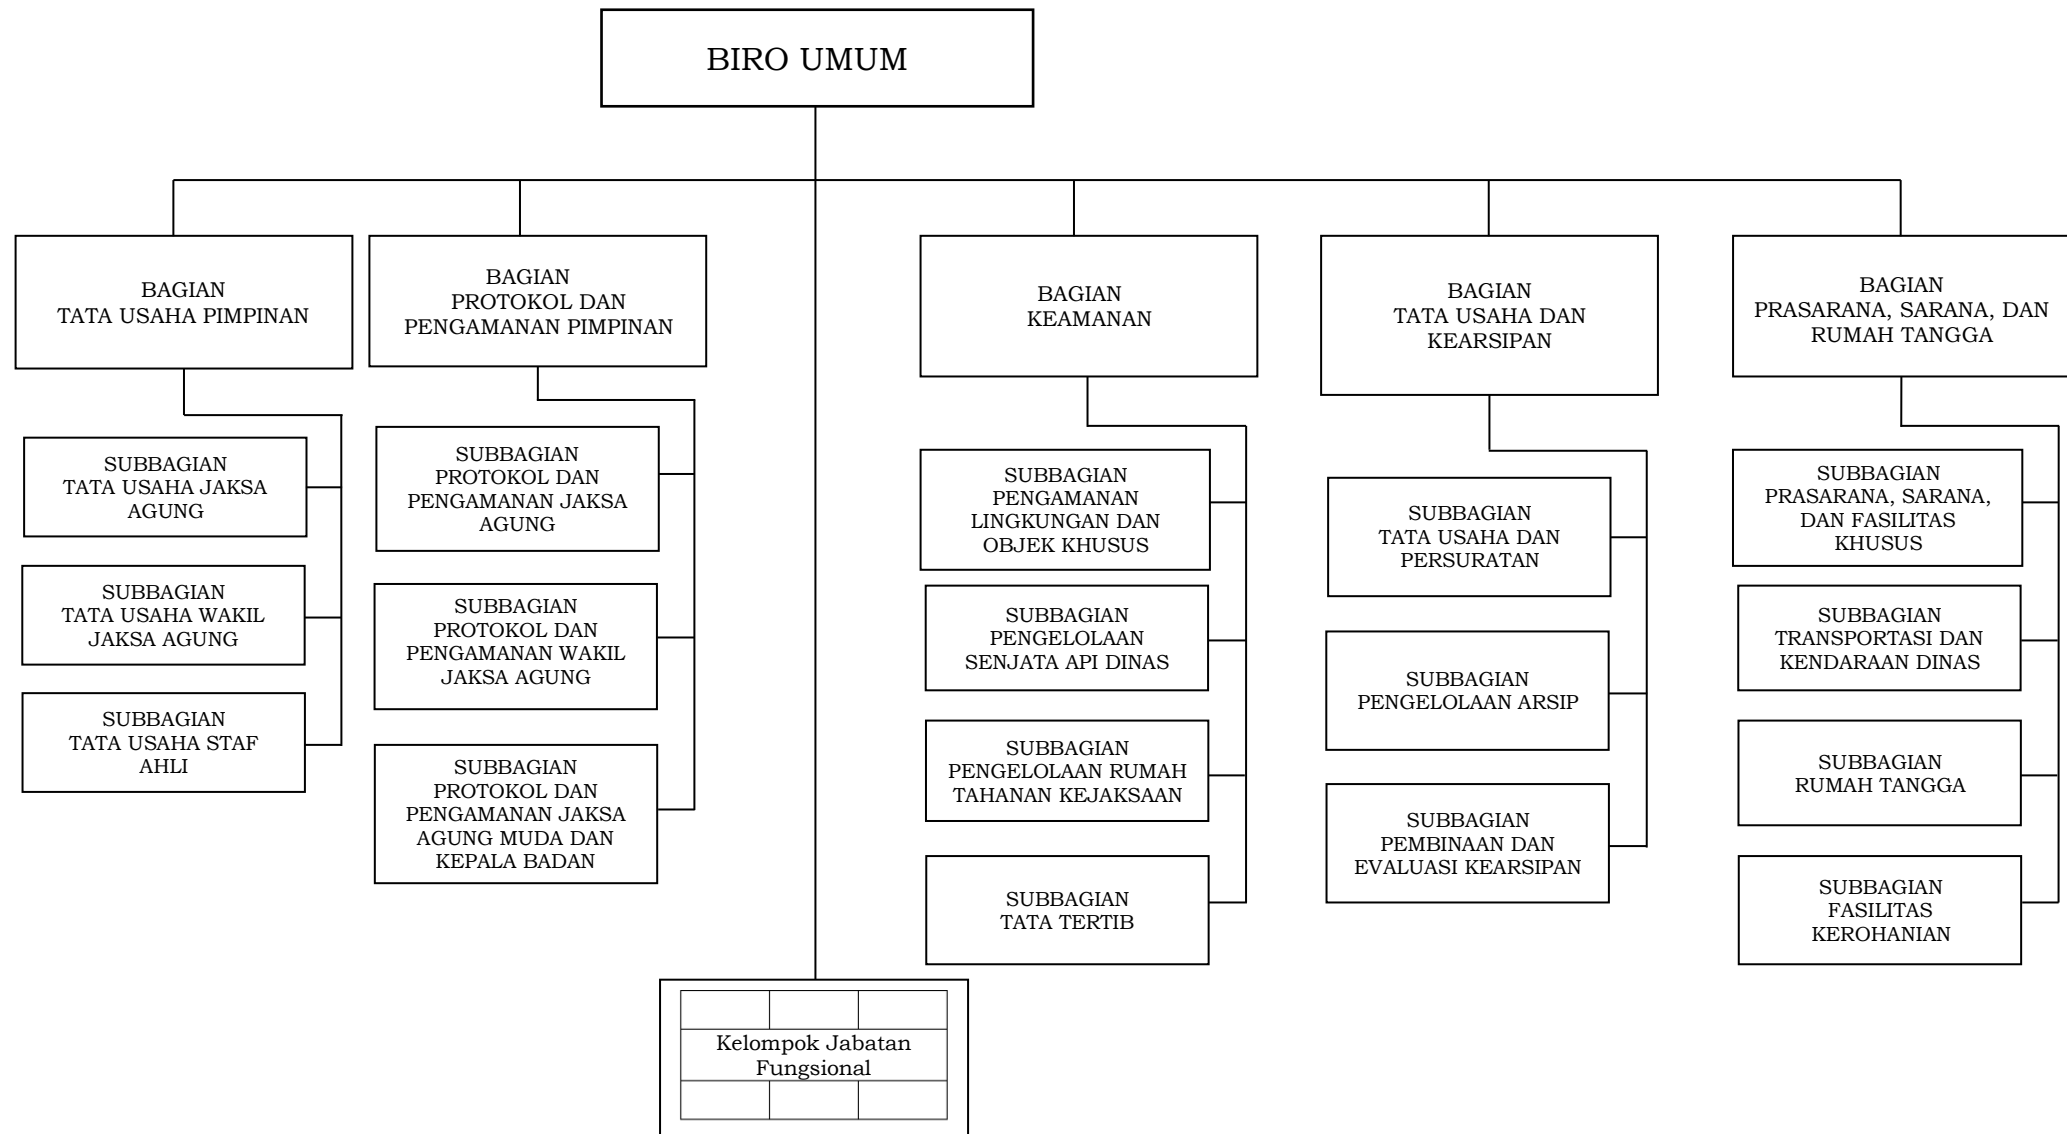 BIRO UMUM
BAGIAN
TATA USAHA PIMPINAN
BAGIAN
PROTOKOL DAN
PENGAMANAN PIMPINAN
BAGIAN
KEAMANAN
BAGIAN
TATA USAHA DAN
KEARSIPAN
BAGIAN
PRASARANA, SARANA, DAN
RUMAH TANGGA
SUBBAGIAN
TATA USAHA JAKSA
AGUNG
SUBBAGIAN
TATA USAHA WAKIL
JAKSA AGUNG
SUBBAGIAN
TATA USAHA STAF
AHLI
SUBBAGIAN
PROTOKOL DAN
PENGAMANAN JAKSA
AGUNG
SUBBAGIAN
PROTOKOL DAN
PENGAMANAN WAKIL
JAKSA AGUNG
SUBBAGIAN
PROTOKOL DAN
PENGAMANAN JAKSA
AGUNG MUDA DAN
KEPALA BADAN
SUBBAGIAN
PENGAMANAN
LINGKUNGAN DAN
OBJEK KHUSUS
SUBBAGIAN
PENGELOLAAN
SENJATA API DINAS
SUBBAGIAN
PENGELOLAAN RUMAH
TAHANAN KEJAKSAAN
SUBBAGIAN
TATA TERTIB
SUBBAGIAN
TATA USAHA DAN
PERSURATAN
SUBBAGIAN
PENGELOLAAN ARSIP
SUBBAGIAN
PEMBINAAN DAN
EVALUASI KEARSIPAN
SUBBAGIAN
PRASARANA, SARANA,
DAN FASILITAS
KHUSUS
SUBBAGIAN
TRANSPORTASI DAN
KENDARAAN DINAS
SUBBAGIAN
RUMAH TANGGA
SUBBAGIAN
FASILITAS
KEROHANIAN
Kelompok Jabatan
Fungsional